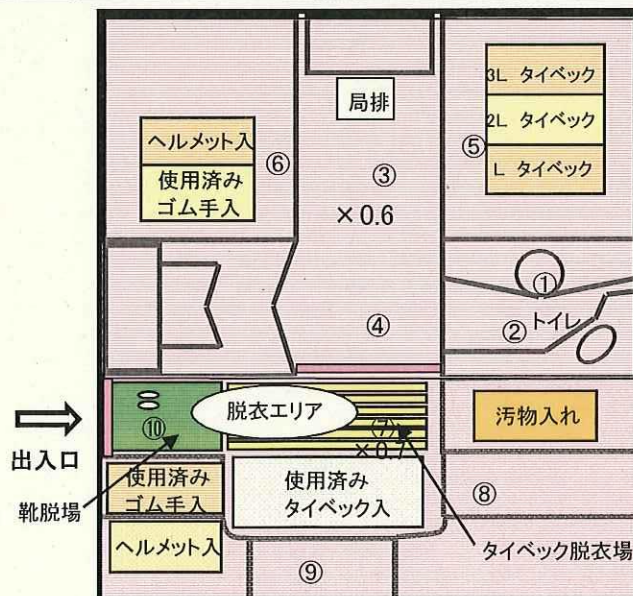 局排
3L タイベック
2L タイベック
L タイベック
⑤
ヘルメット入
使用済み
ゴム手入
⑥
③
×0.6
①
トイレ
②
④
出入口
⑩
脱衣エリア
(7)
×0.7
汚物入れ
靴脱場
使用済み
ゴム手入
ヘルメット入
使用済み
タイベック入
⑧
タイベック脱衣場
⑨